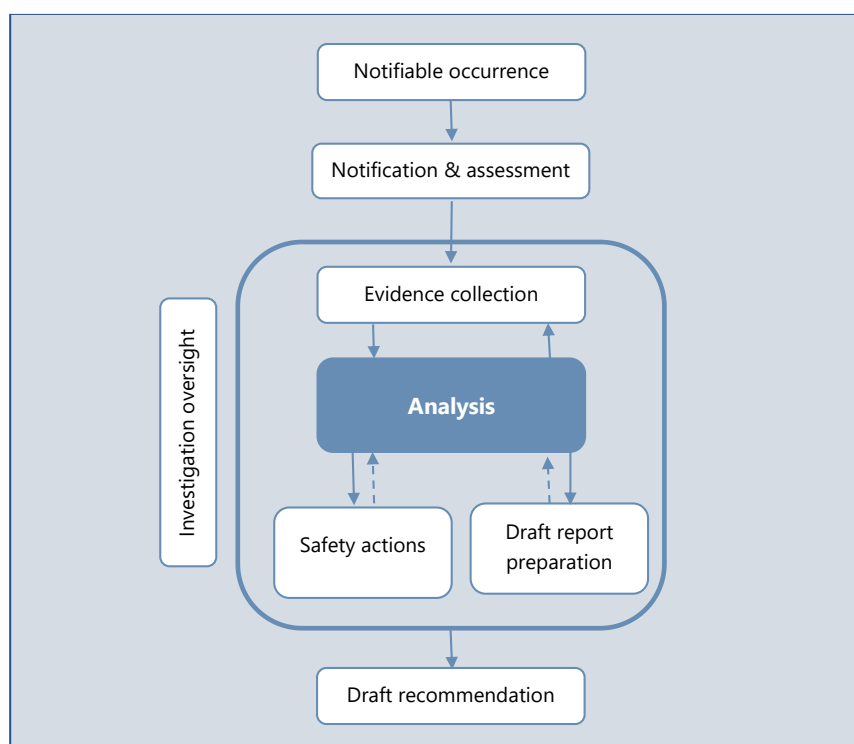 Notifiable occurrence
Notification & assessment
Evidence collection
Investigation oversight
Analysis
Safety actions
Draft report
preparation
Draft recommendation